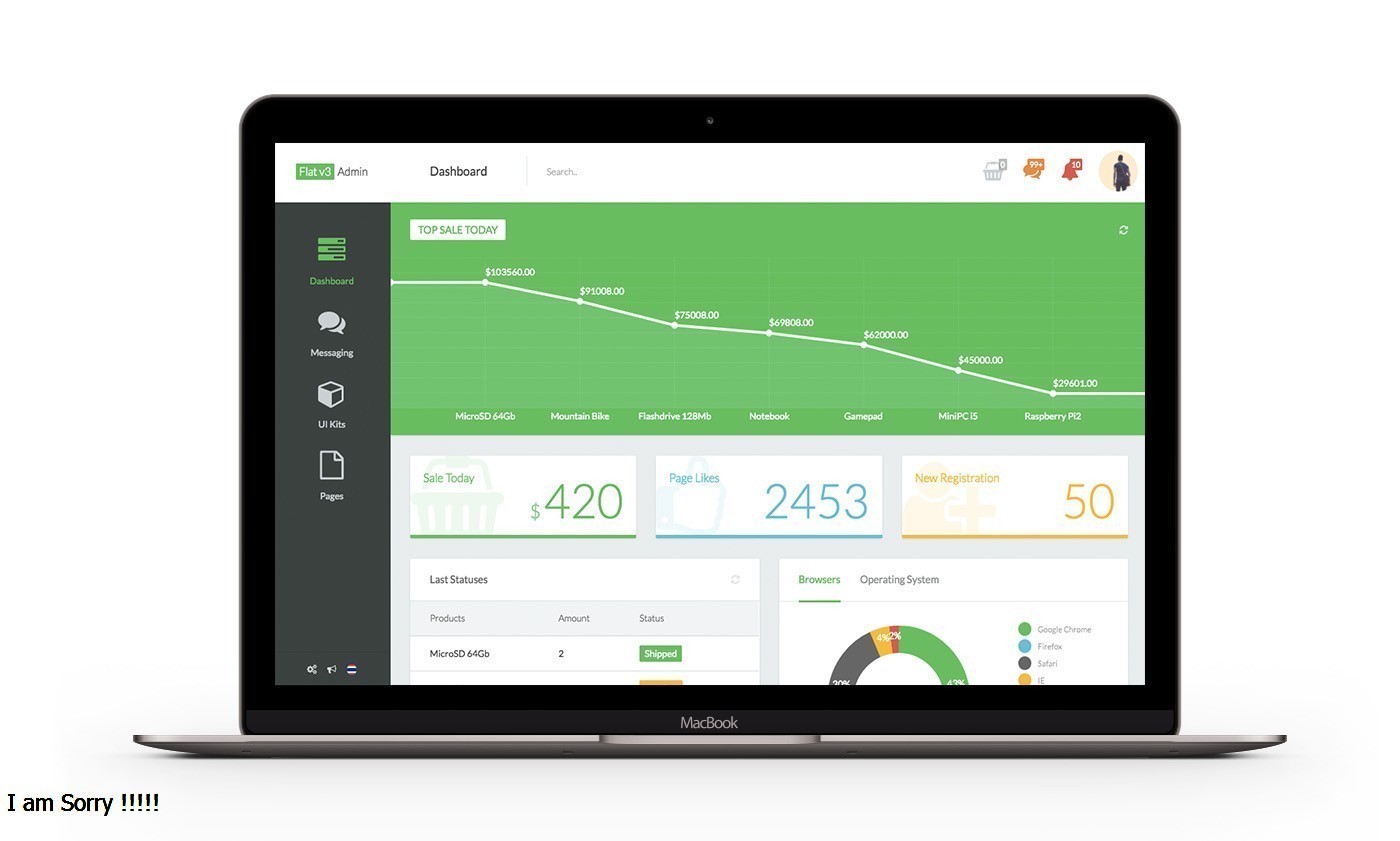 Flat v3 Admin
Dashboard
Search..
0
99+
10
Dashboard
Messaging
UI Kits
Pages
TOP SALE TODAY
$103560.00
$91008.00
$75008.00
$69808.00
$62000.00
$45000.00
$29601.00
MicroSD 64Gb Mountain Bike Flashdrive 128Mb Notebook Gamepad MiniPC i5 Raspberry Pi2
Sale Today
$420
Page Likes
2453
New Registration
50
Last Statuses
Products Amount Status
MicroSD 64Gb 2 Shipped
Browsers Operating System
4% 2%
30% 43%
Google Chrome
Firefox
Safari
IE
MacBook
I am Sorry !!!!!